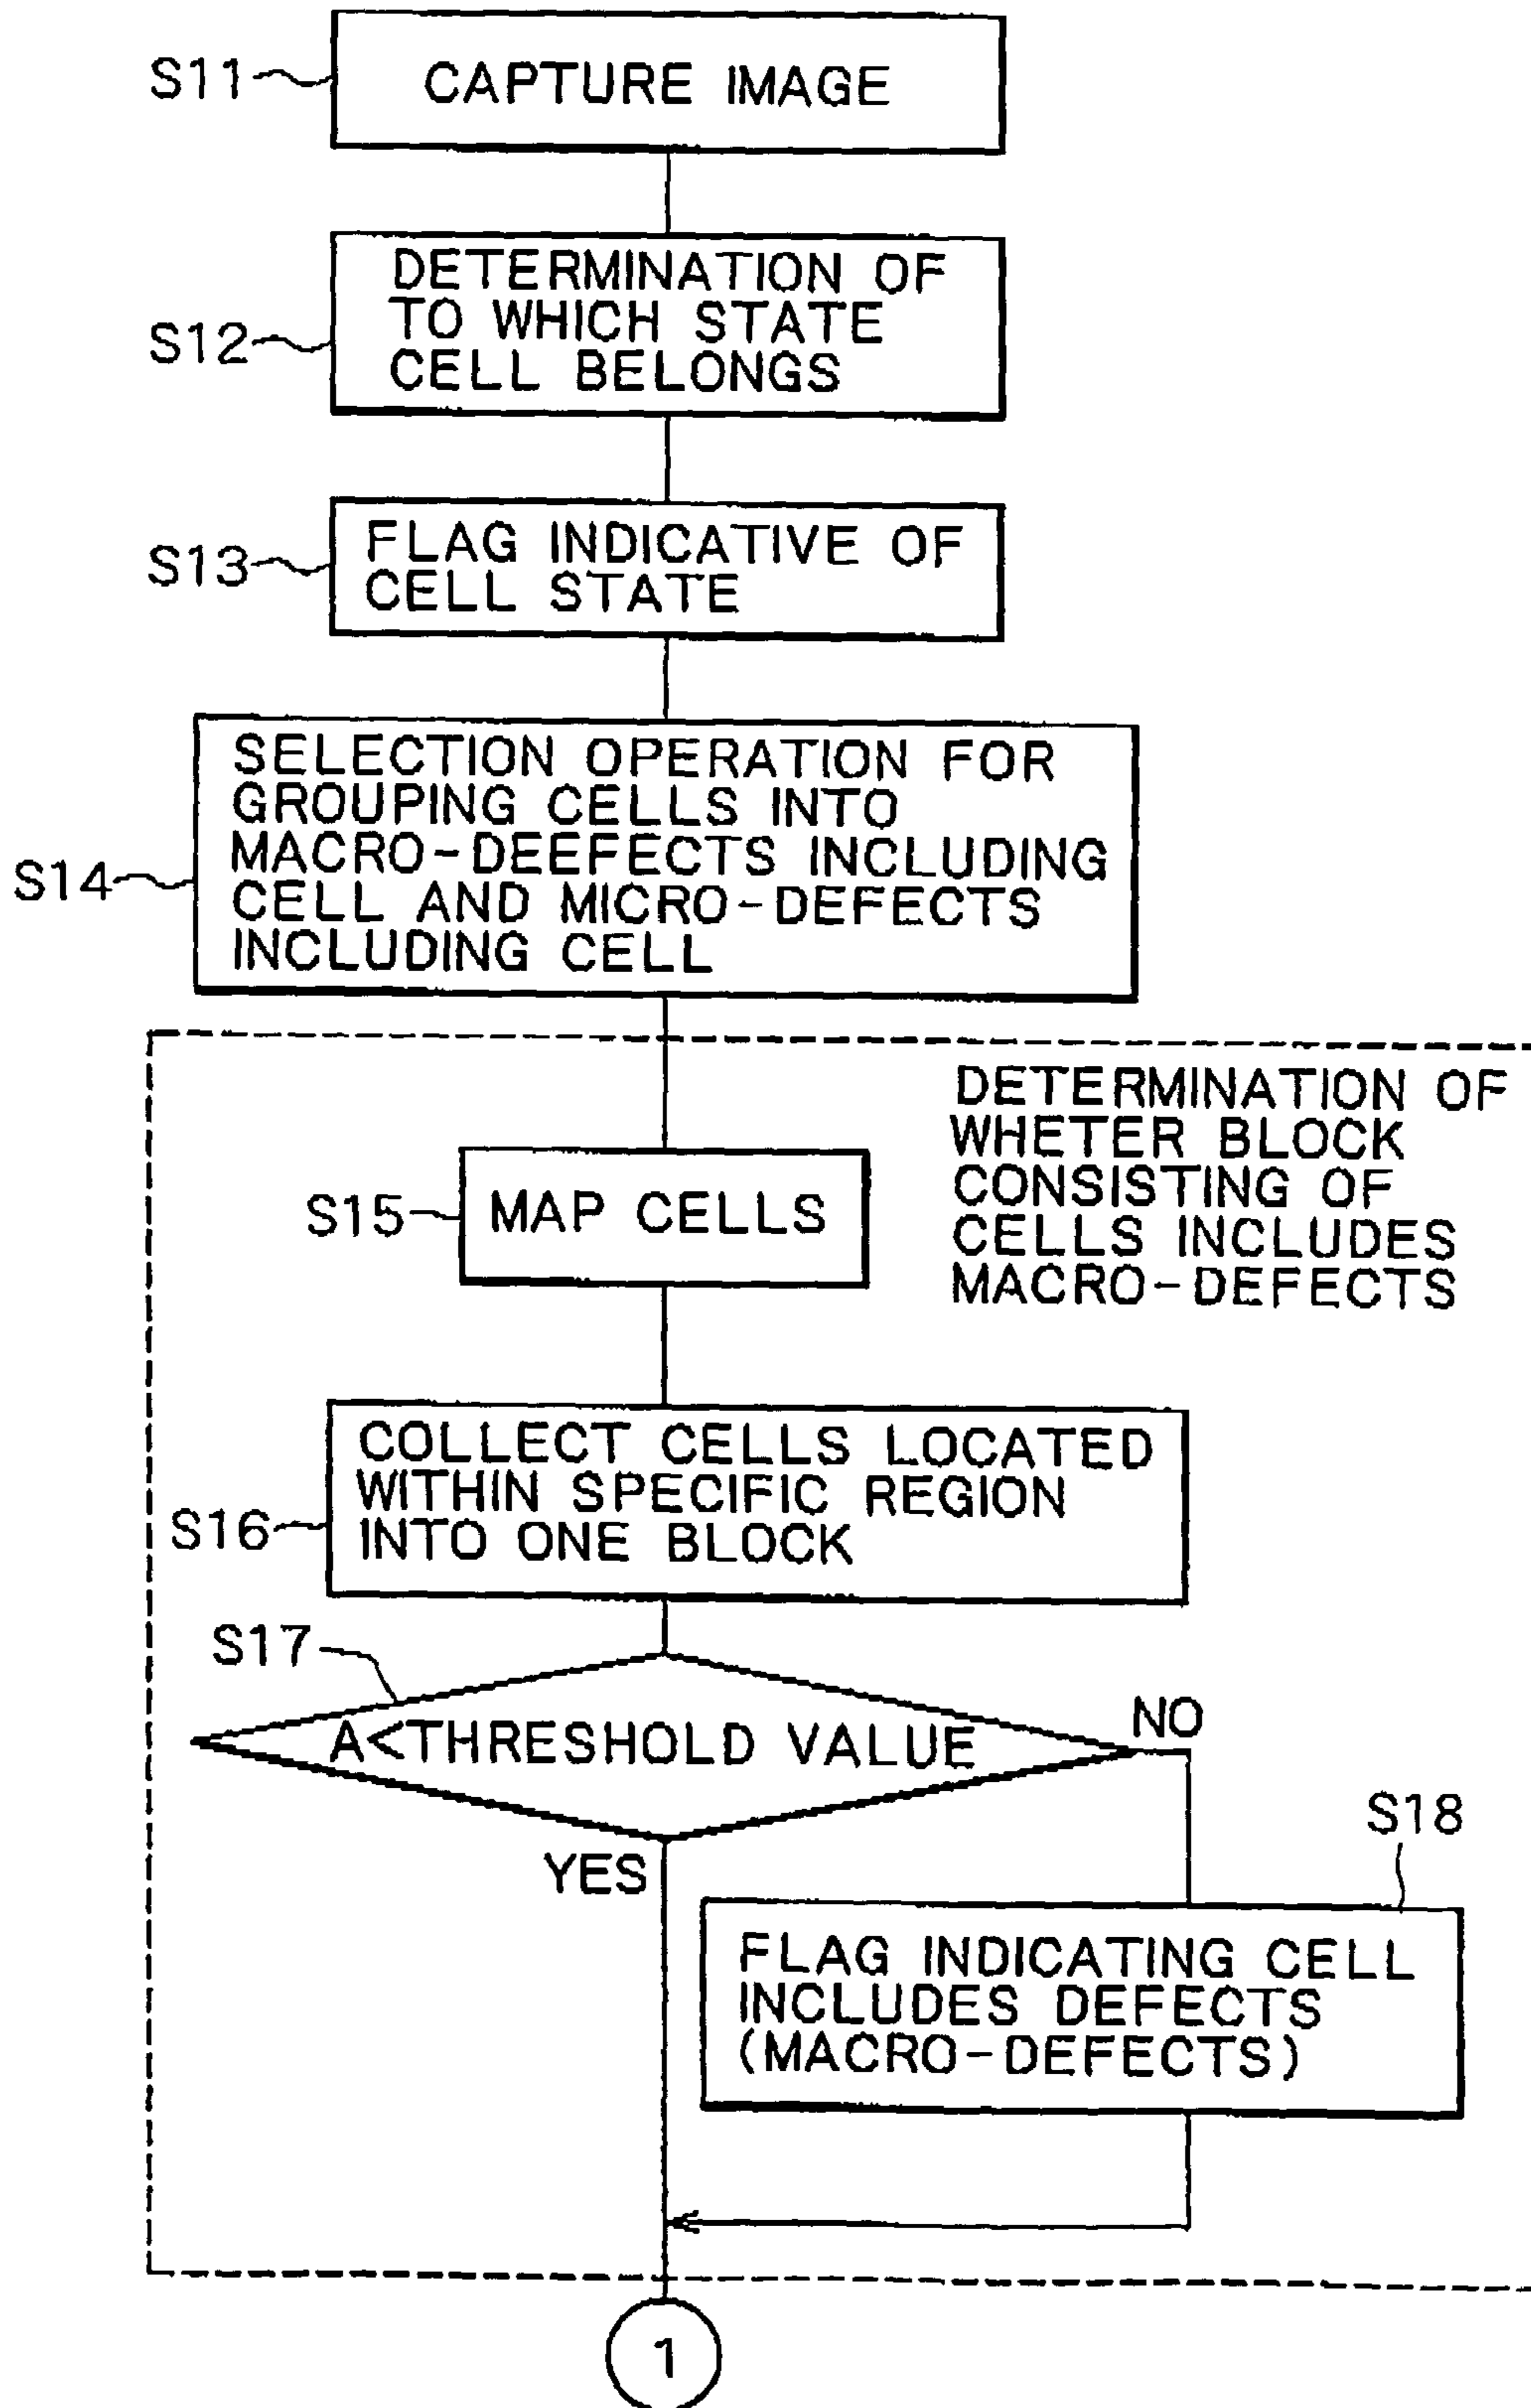 S11
CAPTURE IMAGE
S12
DETERMINATION OF
TO WHICH STATE
CELL BELONGS
S13
FLAG INDICATIVE OF
CELL STATE
S14
SELECTION OPERATION FOR
GROUPING CELLS INTO
MACRO-DEEFECTS INCLUDING
CELL AND MICRO-DEFECTS
INCLUDING CELL
DETERMINATION OF
WHETER BLOCK
CONSISTING OF
CELLS INCLUDES
MACRO-DEFECTS
S15
MAP CELLS
S16
COLLECT CELLS LOCATED
WITHIN SPECIFIC REGION
INTO ONE BLOCK
S17
A<THRESHOLD VALUE
NO
YES
S18
FLAG INDICATING CELL
INCLUDES DEFECTS
(MACRO-DEFECTS)
1